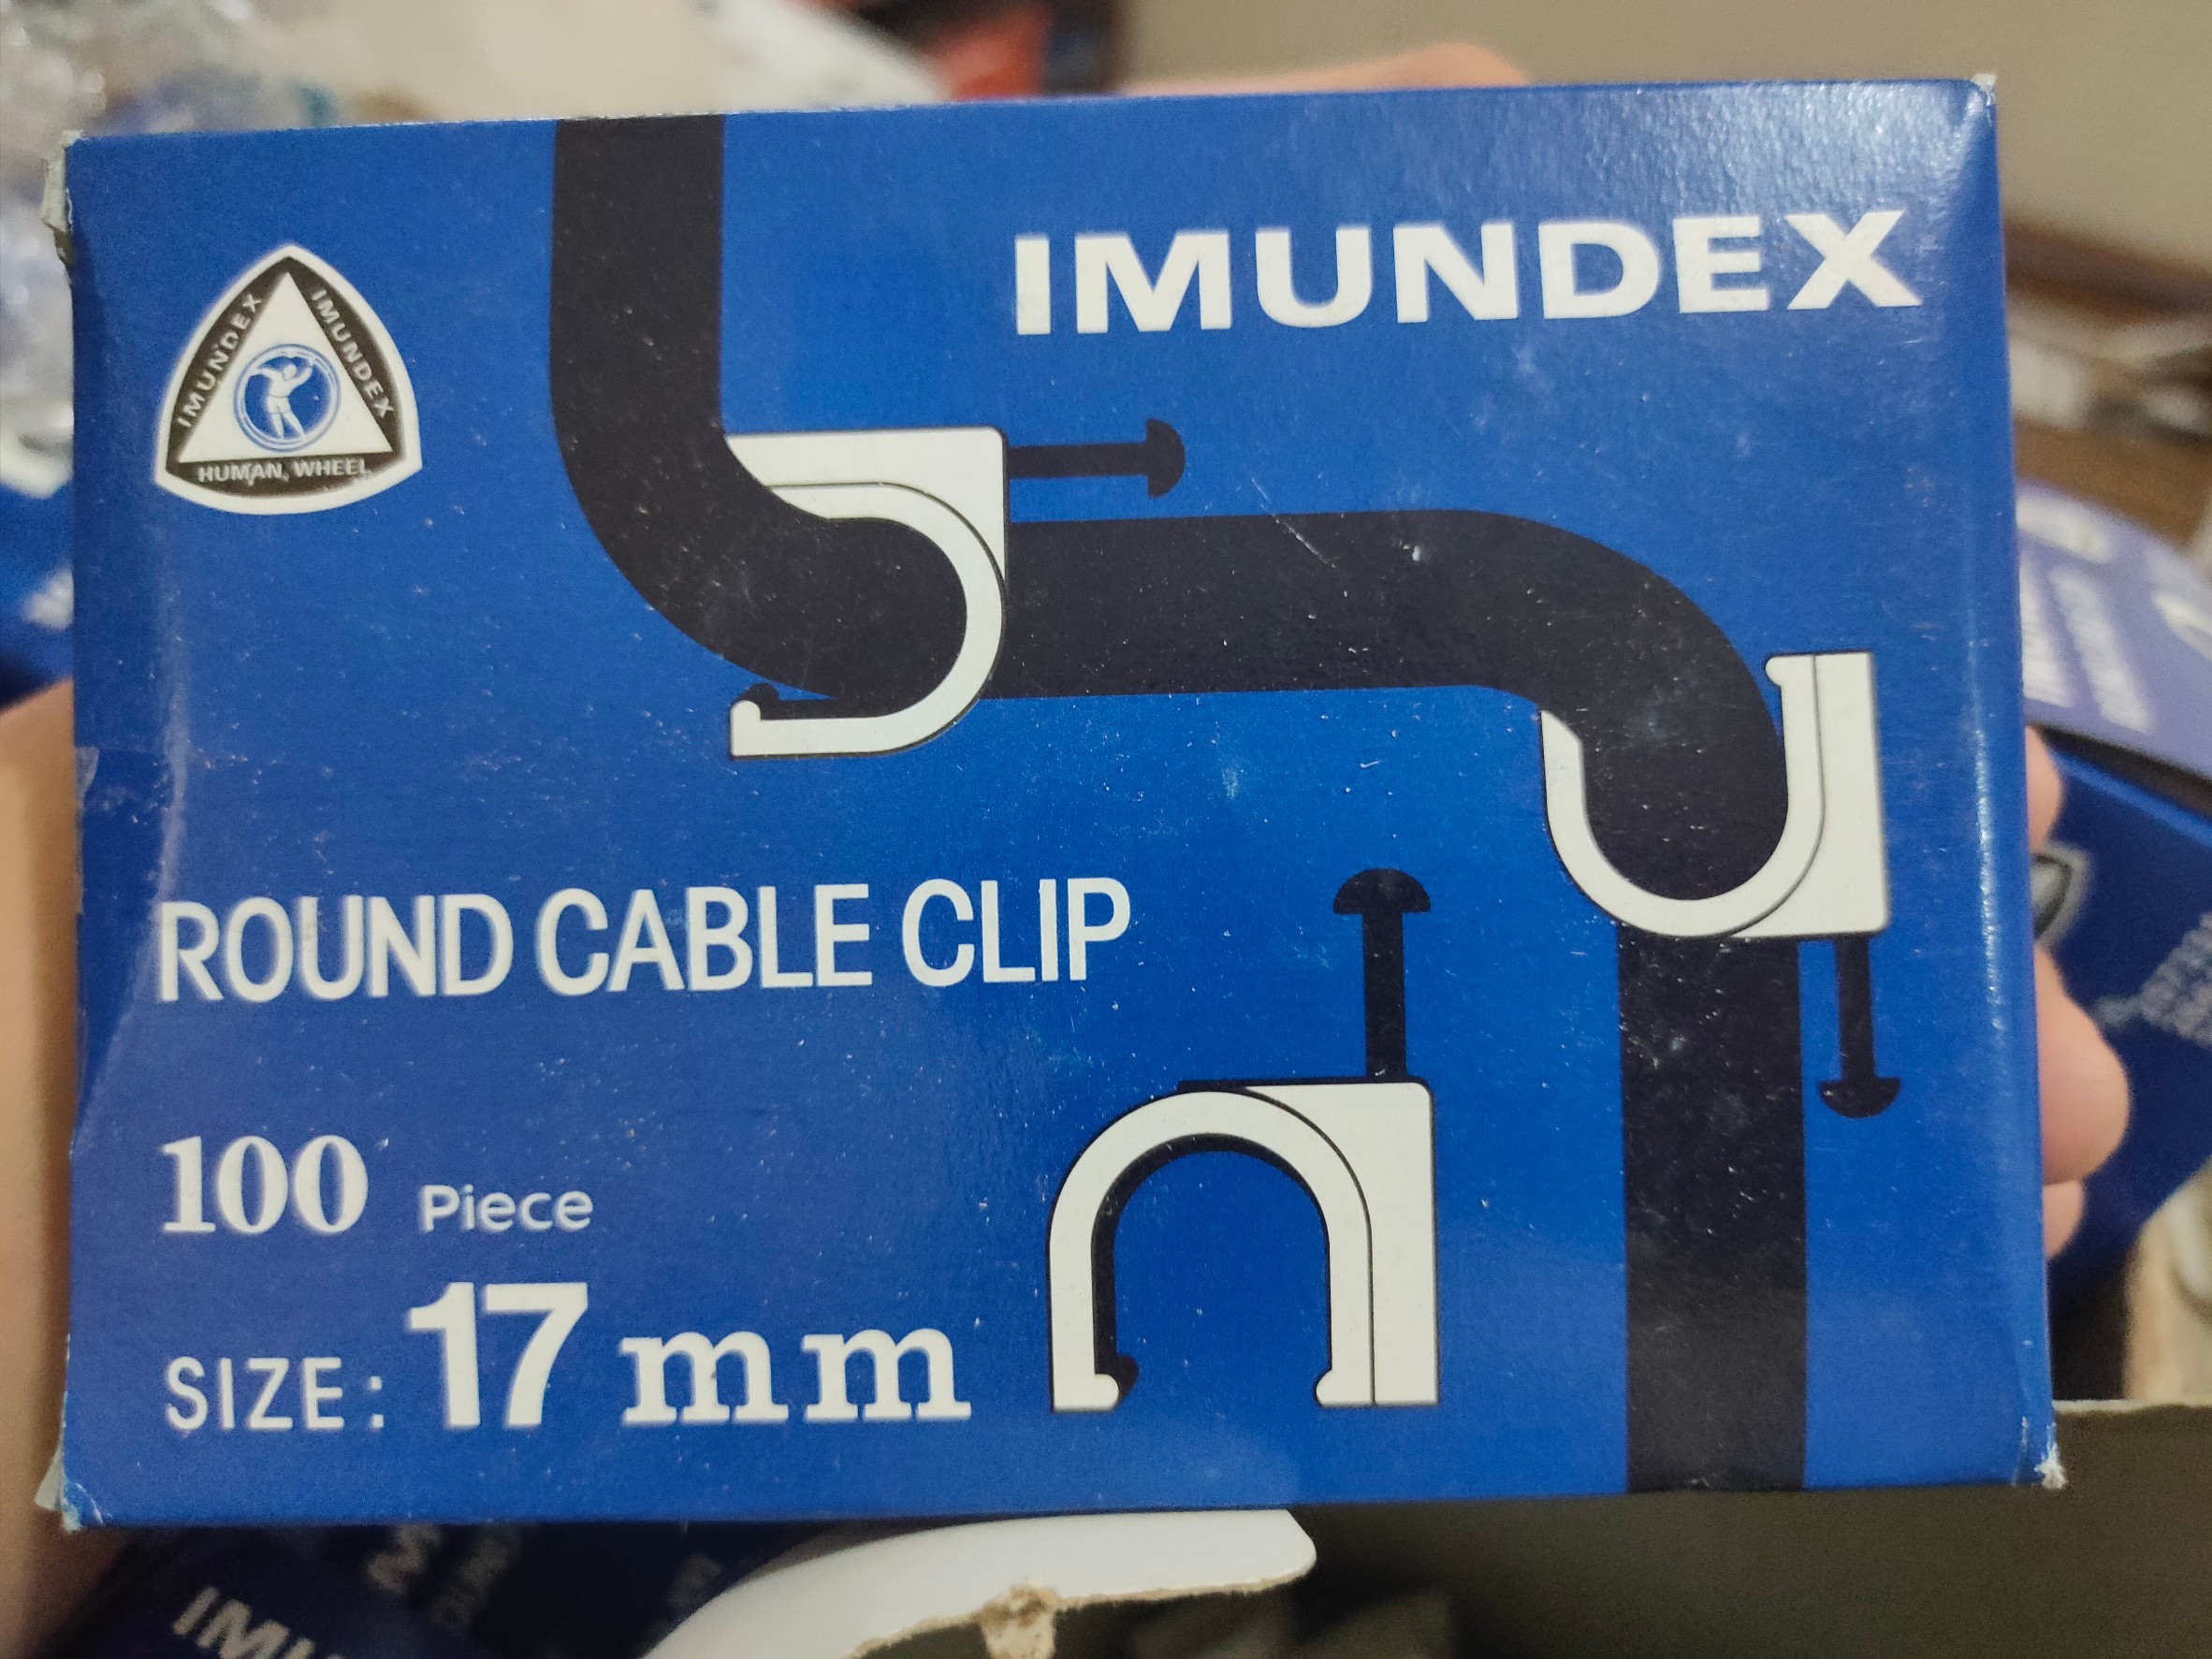 IMUNDEX
IMUNDEX
IMUNDEX
HUMAN, WHEEL
ROUND CABLE CLIP
100 Piece
SIZE: 17 mm